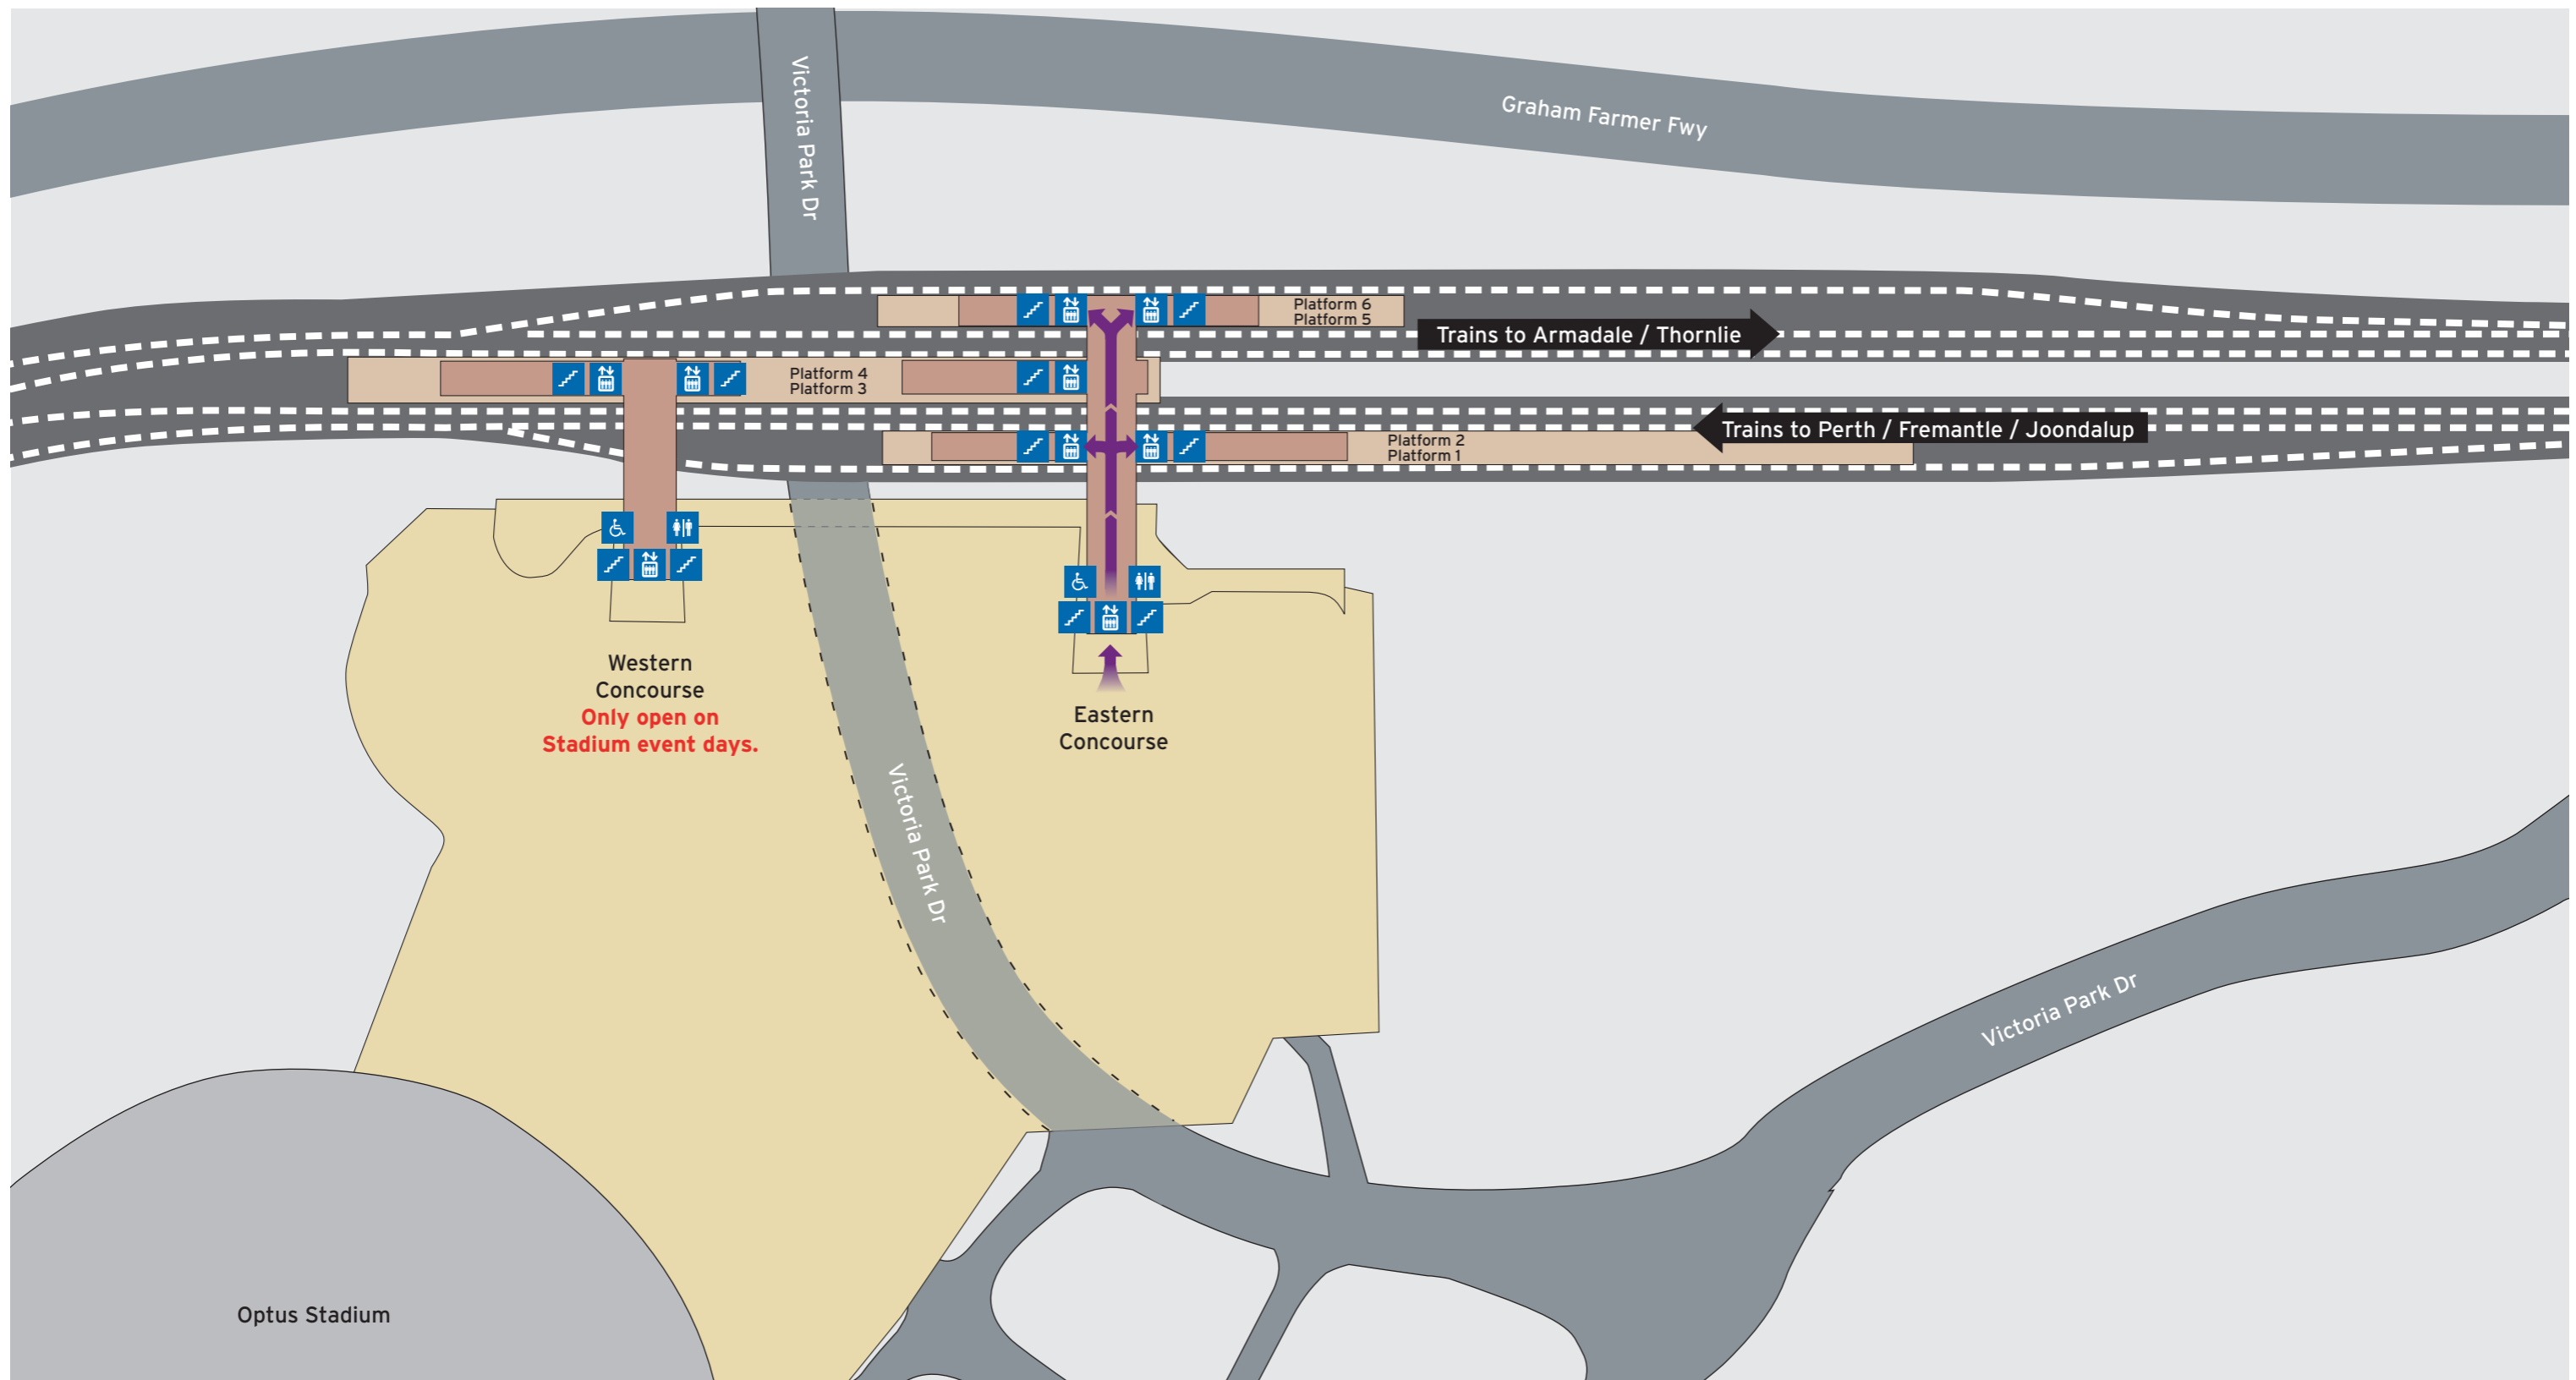 Victoria Park Dr
Graham Farmer Fwy
Platform 6
Platform 5
Trains to Armadale / Thornlie
Platform 4
Platform 3
Trains to Perth / Fremantle / Joondalup
Platform 2
Platform 1
Western
Concourse
Only open on
Stadium event days.
Eastern
Concourse
Victoria Park Dr
Victoria Park Dr
Optus Stadium